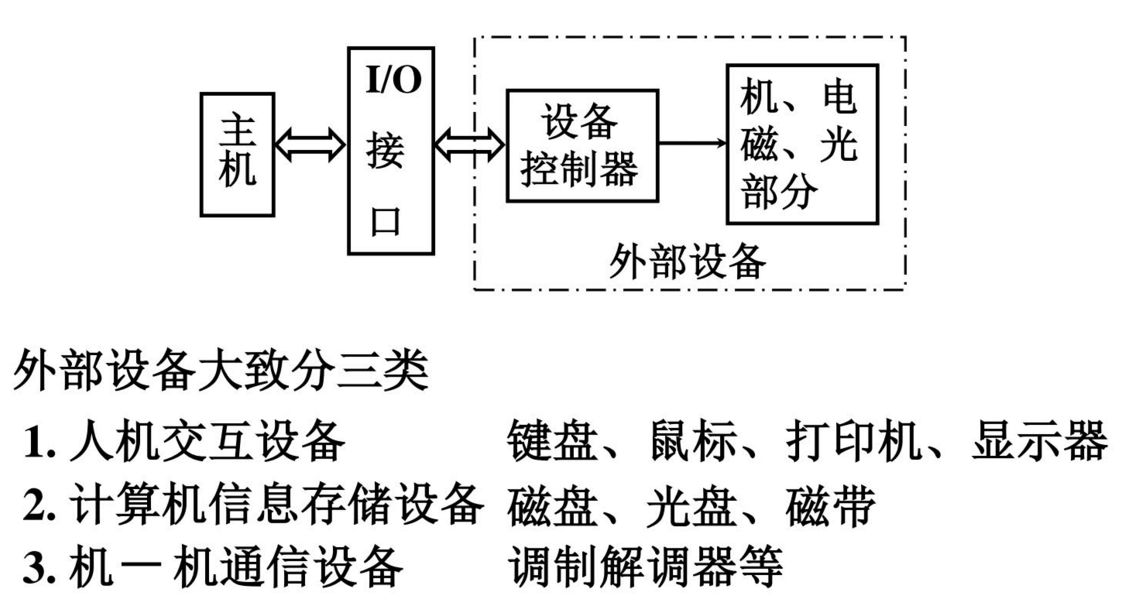 主机
I/O
接
口
设备
控制器
机、电
磁、光
部分
外部设备
外部设备大致分三类
1. 人机交互设备 键盘、鼠标、打印机、显示器
2. 计算机信息存储设备 磁盘、光盘、磁带
3. 机－机通信设备 调制解调器等